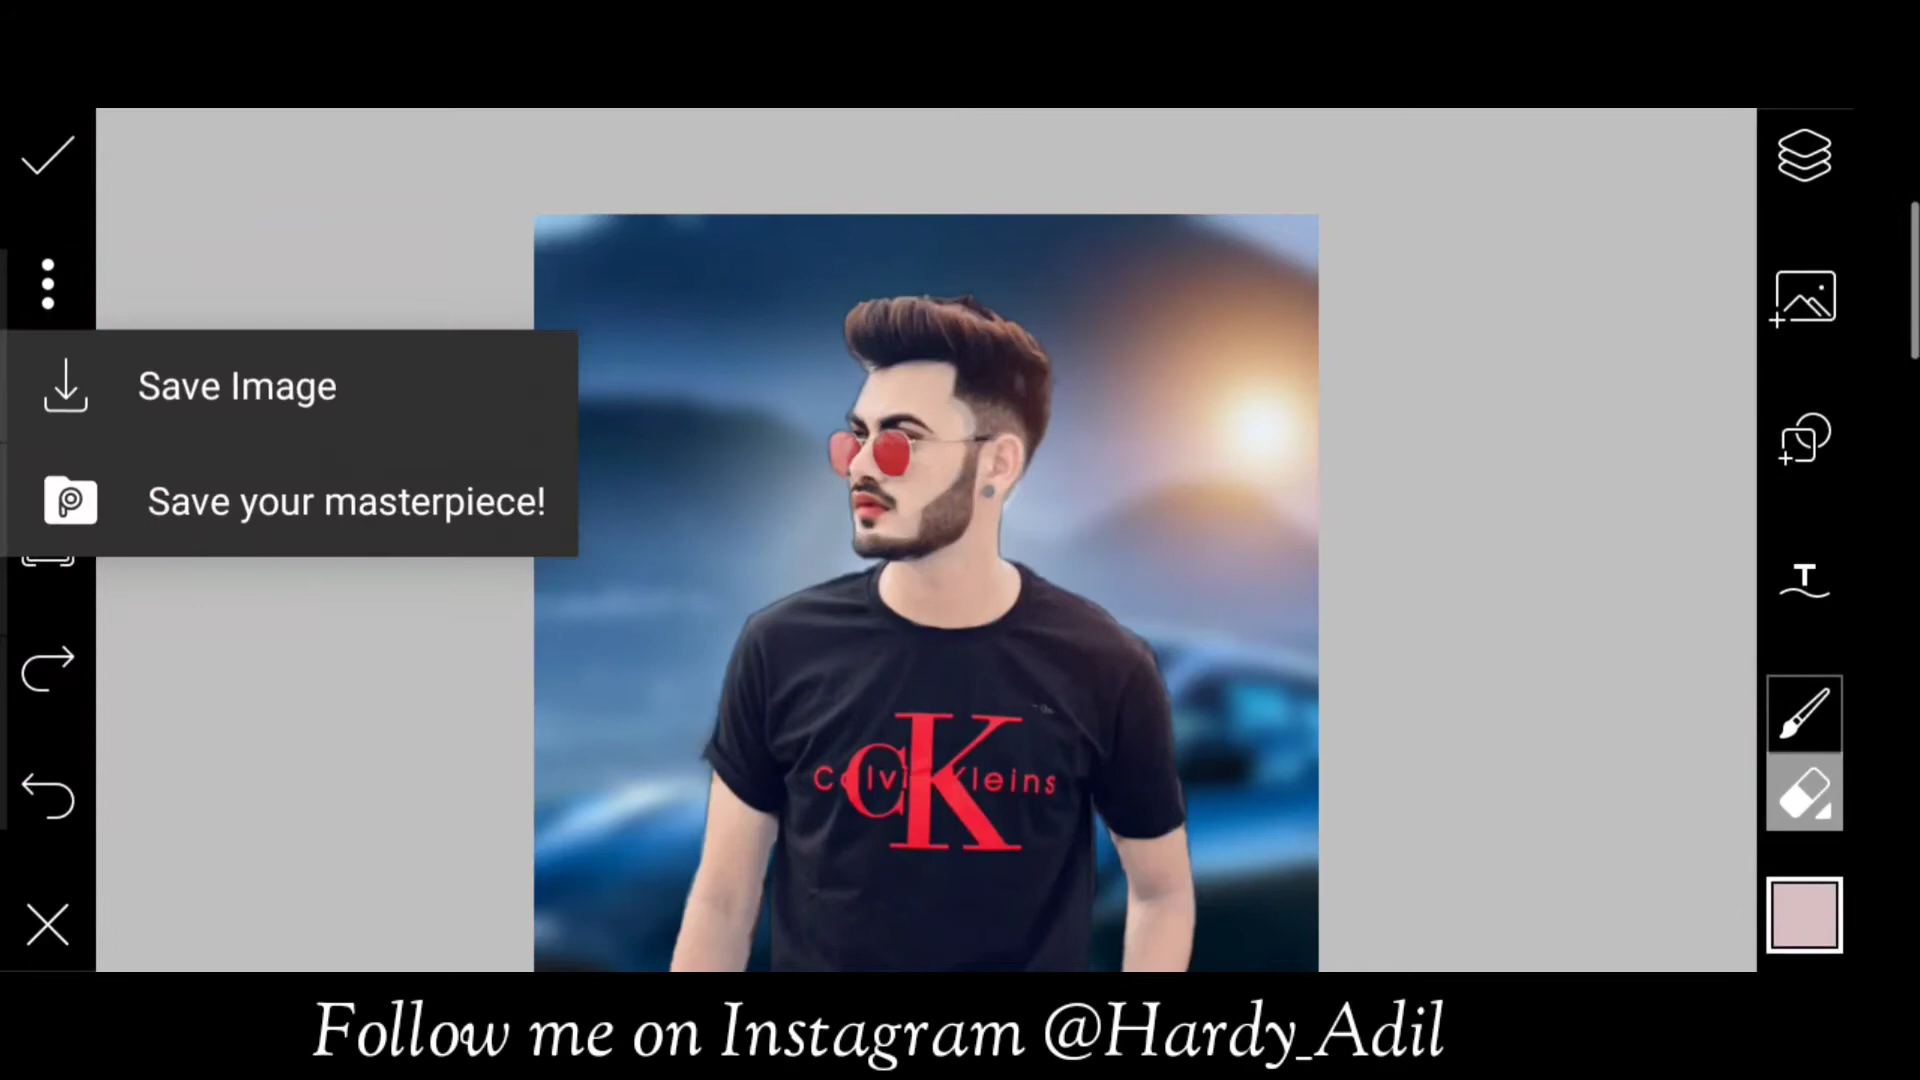 Save Image
Save your masterpiece!
T
CK
Calvin Kleins
Follow me on Instagram @Hardy_Adil